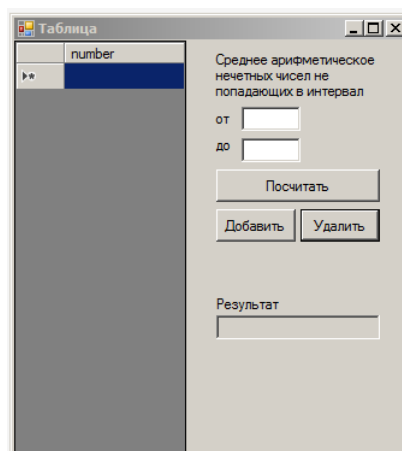 Таблица
number
Среднее арифметическое
нечетных чисел не
попадающих в интервал
от
до
Посчитать
Добавить Удалить
Результат